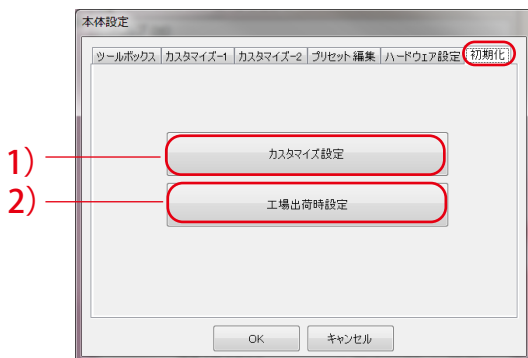 本体設定
ツールボックス カスタマイズ-1 カスタマイズ-2 プリセット編集 ハードウェア設定 初期化
1) カスタマイズ設定
2) 工場出荷時設定
OK キャンセル